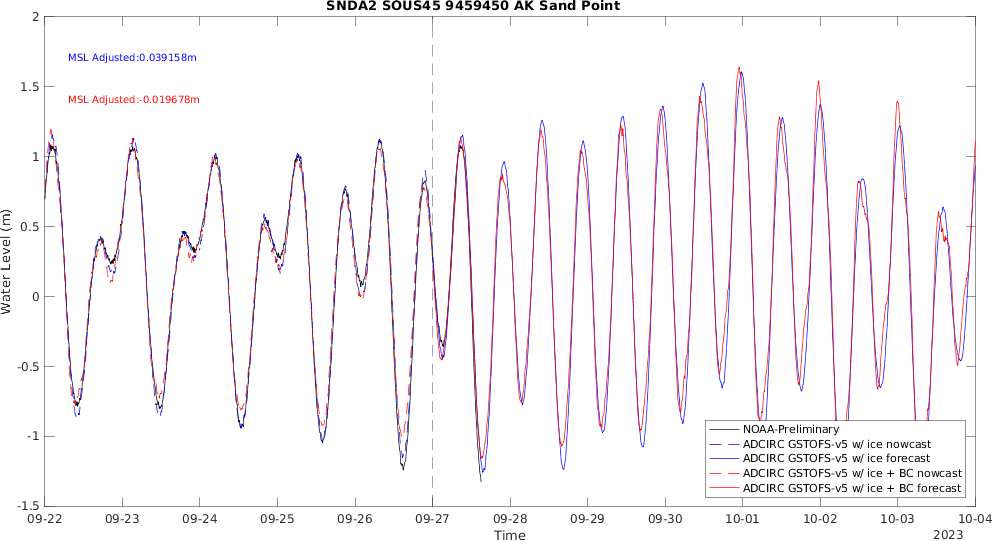 SNDA2 SOUS45 9459450 AK Sand Point
2
1.5
1
0.5
0
-0.5
-1
-1.5
Water Level (m)
MSL Adjusted:0.039158m
MSL Adjusted:-0.019678m
NOAA-Preliminary
ADCIRC GSTOFS-v5 w/ ice nowcast
ADCIRC GSTOFS-v5 w/ ice forecast
ADCIRC GSTOFS-v5 w/ ice + BC nowcast
ADCIRC GSTOFS-v5 w/ ice + BC forecast
09-22 09-23 09-24 09-25 09-26 09-27 09-28 09-29 09-30 10-01 10-02 10-03 10-04
Time
2023